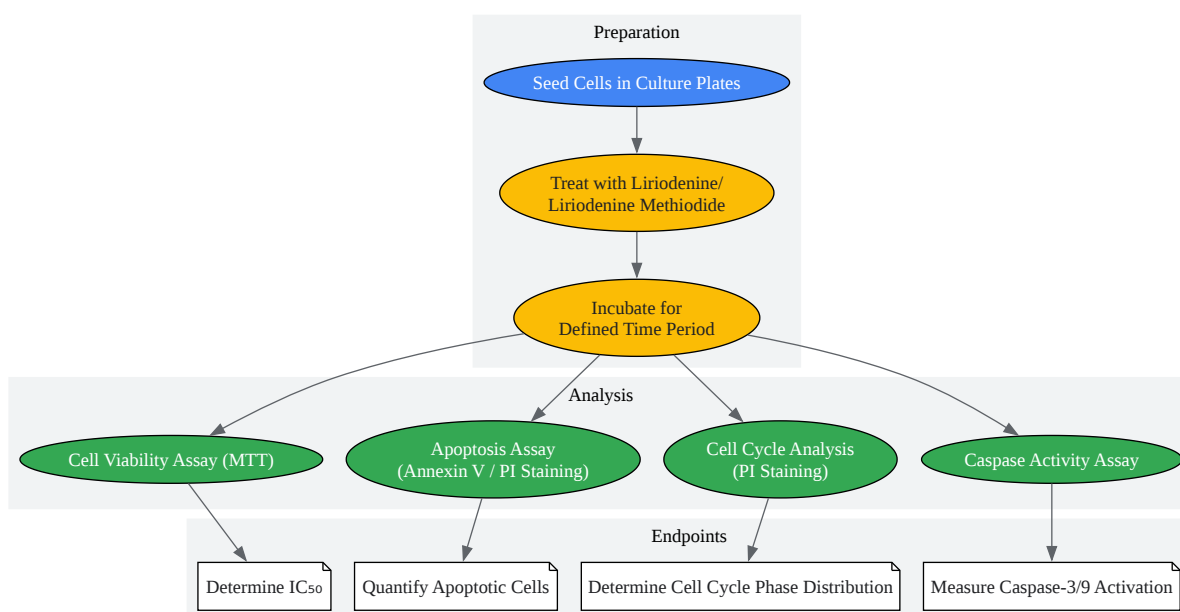 Preparation
Seed Cells in Culture Plates
Treat with Liriodenine/
Liriodenine Methiodide
Incubate for
Defined Time Period
Analysis
Cell Viability Assay (MTT)
Apoptosis Assay
(Annexin V / PI Staining)
Cell Cycle Analysis
(PI Staining)
Caspase Activity Assay
Endpoints
Determine IC₅₀
Quantify Apoptotic Cells
Determine Cell Cycle Phase Distribution
Measure Caspase-3/9 Activation